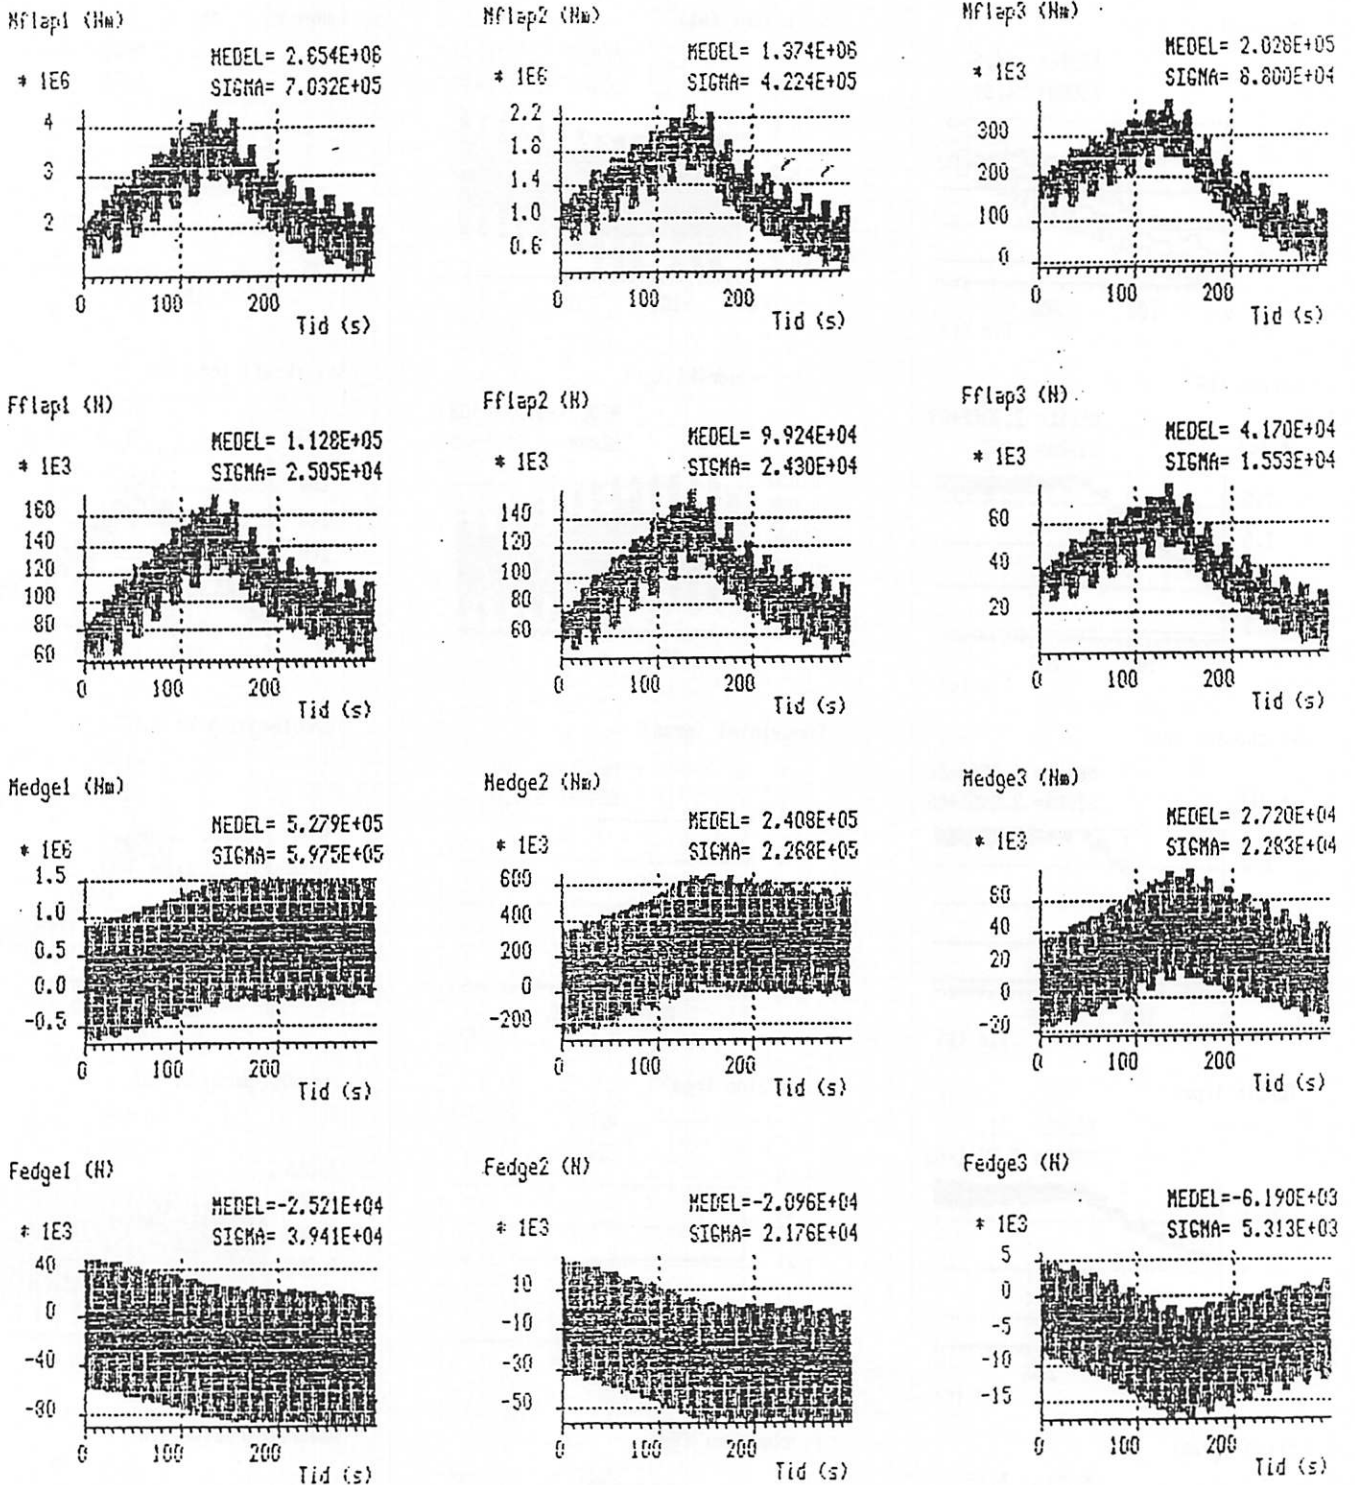 Mflap1 (Nm)
MEDEL= 2.654E+06
* 1E6
SIGMA= 7.032E+05
4
3
2
0 100 200
Tid (s)
Mflap2 (Nm)
MEDEL= 1.374E+06
* 1E6
SIGMA= 4.224E+05
2.2
1.8
1.4
1.0
0.6
0 100 200
Tid (s)
Mflap3 (Nm)
MEDEL= 2.028E+05
* 1E3
SIGMA= 8.800E+04
300
200
100
0
0 100 200
Tid (s)
Fflap1 (N)
MEDEL= 1.128E+05
* 1E3
SIGMA= 2.505E+04
160
140
120
100
80
60
0 100 200
Tid (s)
Fflap2 (N)
MEDEL= 9.924E+04
* 1E3
SIGMA= 2.430E+04
140
120
100
80
60
0 100 200
Tid (s)
Fflap3 (N)
MEDEL= 4.170E+04
* 1E3
SIGMA= 1.553E+04
60
40
20
0 100 200
Tid (s)
Medge1 (Nm)
MEDEL= 5.279E+05
* 1E6
SIGMA= 5.975E+05
1.5
1.0
0.5
0.0
-0.5
0 100 200
Tid (s)
Medge2 (Nm)
MEDEL= 2.408E+05
* 1E3
SIGMA= 2.268E+05
600
400
200
0
-200
0 100 200
Tid (s)
Medge3 (Nm)
MEDEL= 2.720E+04
* 1E3
SIGMA= 2.283E+04
60
40
20
0
-20
0 100 200
Tid (s)
Fedge1 (N)
MEDEL=-2.521E+04
* 1E3
SIGMA= 3.941E+04
40
0
-40
-80
0 100 200
Tid (s)
Fedge2 (N)
MEDEL=-2.096E+04
* 1E3
SIGMA= 2.176E+04
10
-10
-30
-50
0 100 200
Tid (s)
Fedge3 (N)
MEDEL=-6.190E+03
* 1E3
SIGMA= 5.313E+03
5
0
-5
-10
-15
0 100 200
Tid (s)